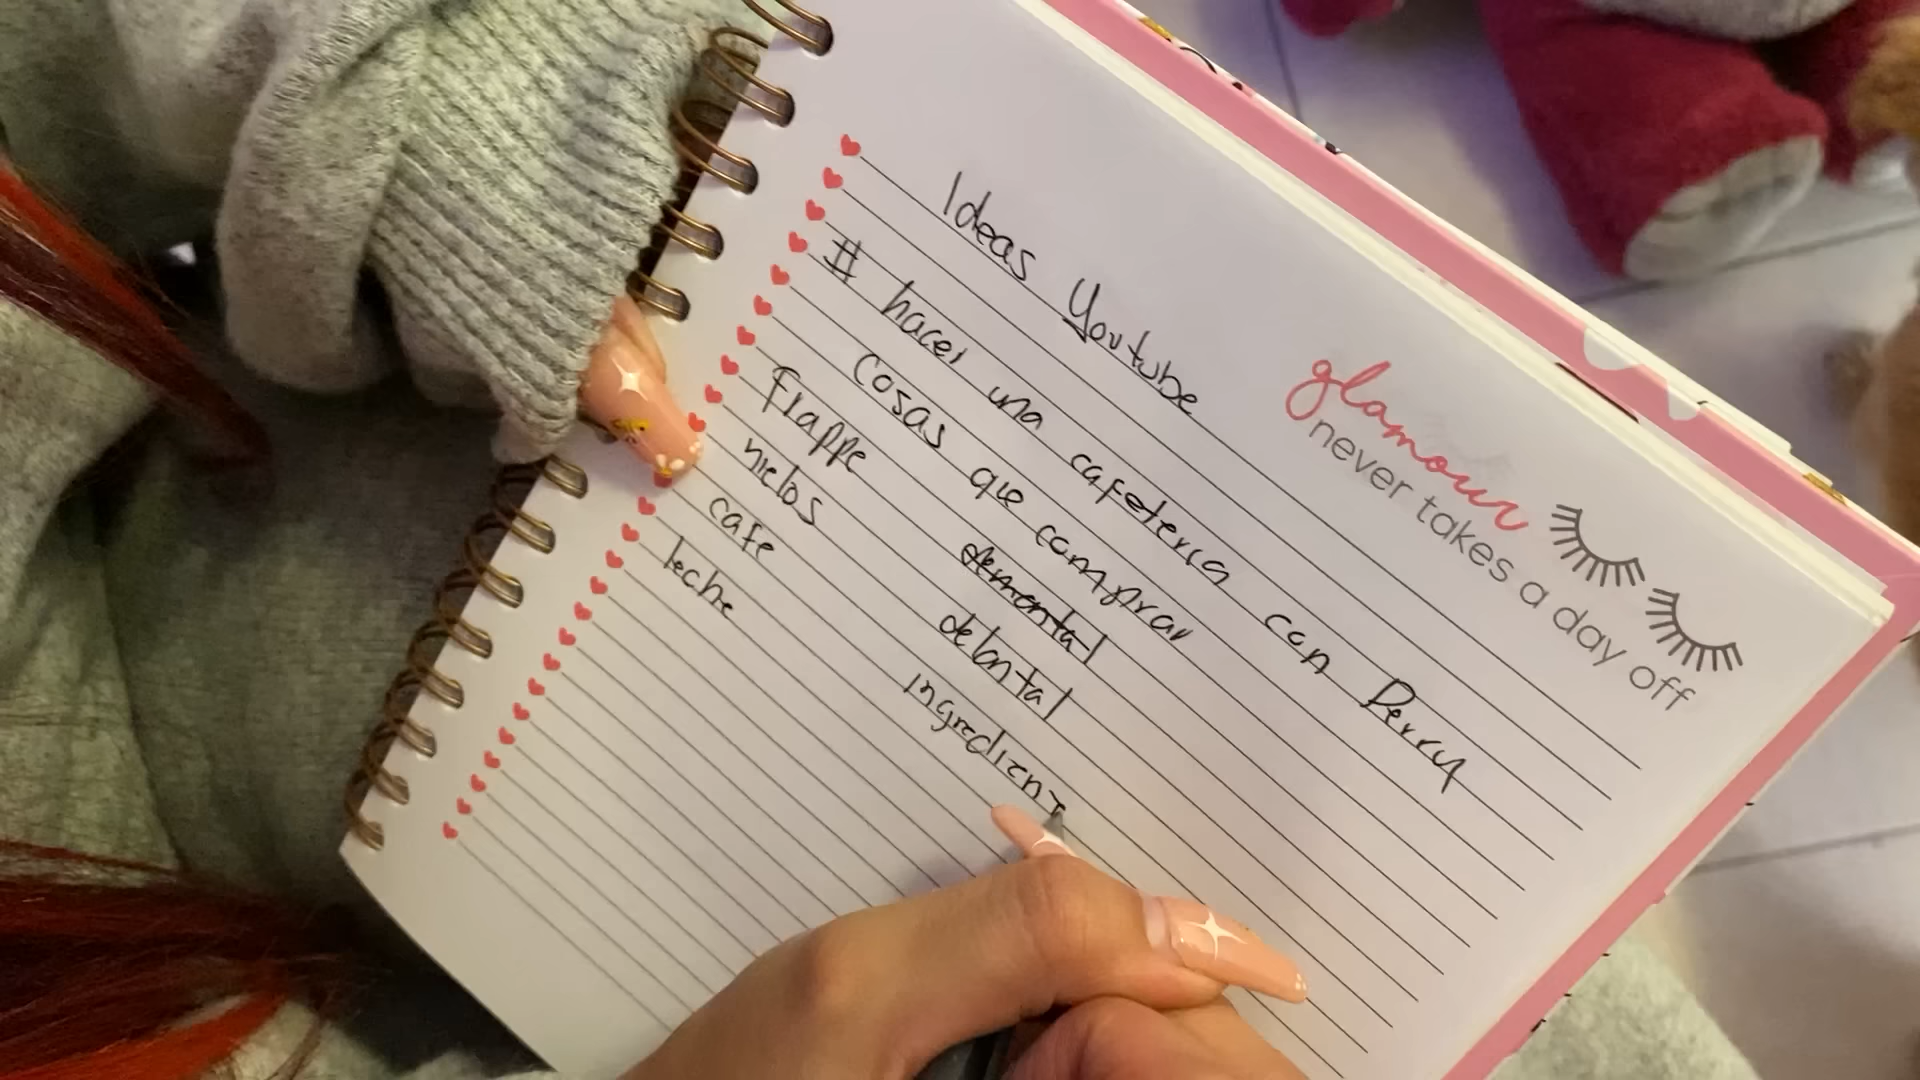 Ideas Youtube
glamour
never takes a day off
# hacer una cafeteria con Perry
cosas que comprar
Frappe
hielos
cafe
leche
demental
delantal
ingredient